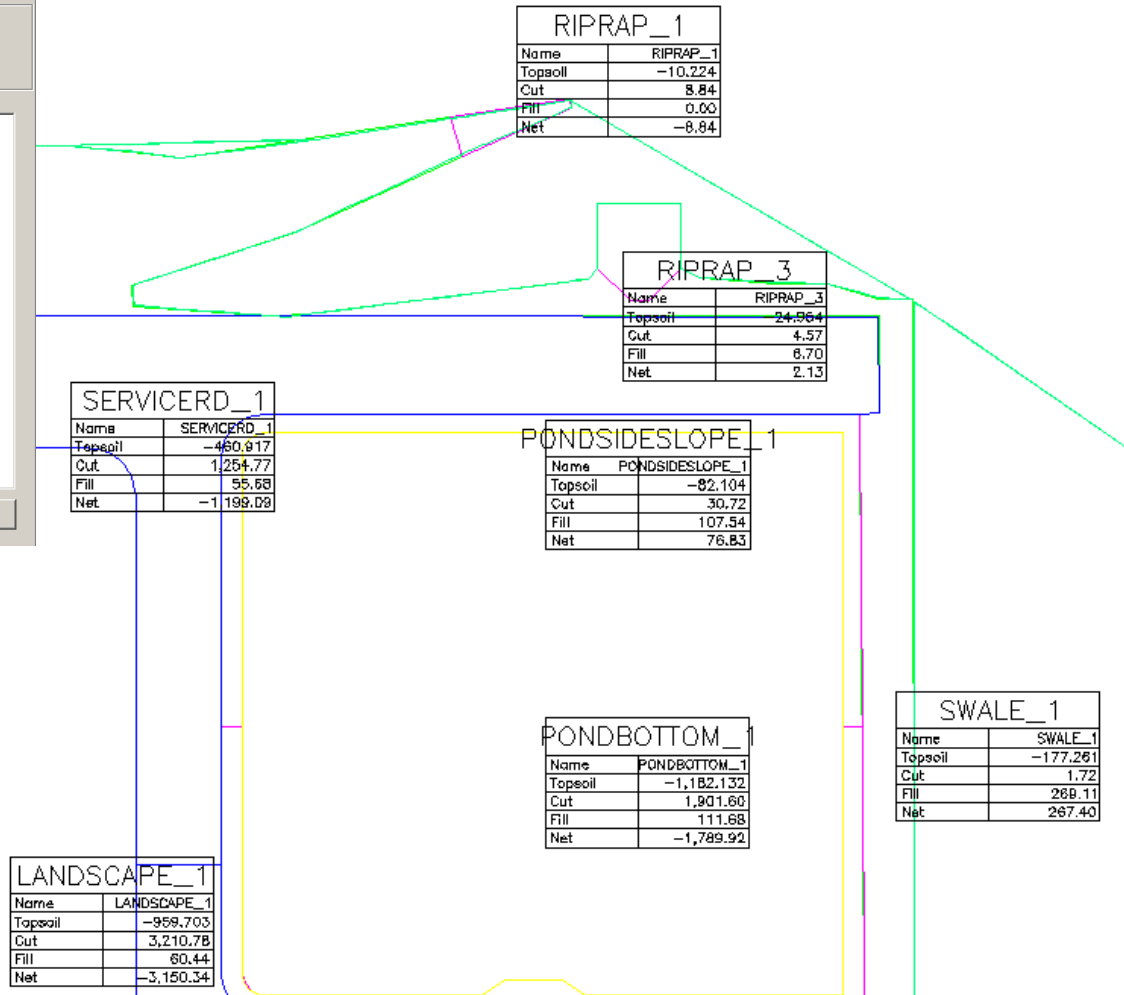 RIPRAP_1
Name RIPRAP_1
Topsoil -10.224
Cut 8.84
Fill 0.00
Net -8.84
RIPRAP_3
Name RIPRAP_3
Topsoil -24.964
Cut 4.57
Fill 6.70
Net 2.13
SERVICERD_1
Name SERVICERD_1
Topsoil -460.917
Cut 1,254.77
Fill 55.68
Net -1,199.09
PONDSIDESLOPE_1
Name PONDSIDESLOPE_1
Topsoil -82.104
Cut 30.72
Fill 107.54
Net 76.83
PONDBOTTOM_1
Name PONDBOTTOM_1
Topsoil -1,182.132
Cut 1,901.60
Fill 111.68
Net -1,789.92
SWALE_1
Name SWALE_1
Topsoil -177.261
Cut 1.72
Fill 269.11
Net 267.40
LANDSCAPE_1
Name LANDSCAPE_1
Topsoil -959.703
Cut 3,210.78
Fill 60.44
Net -3,150.34